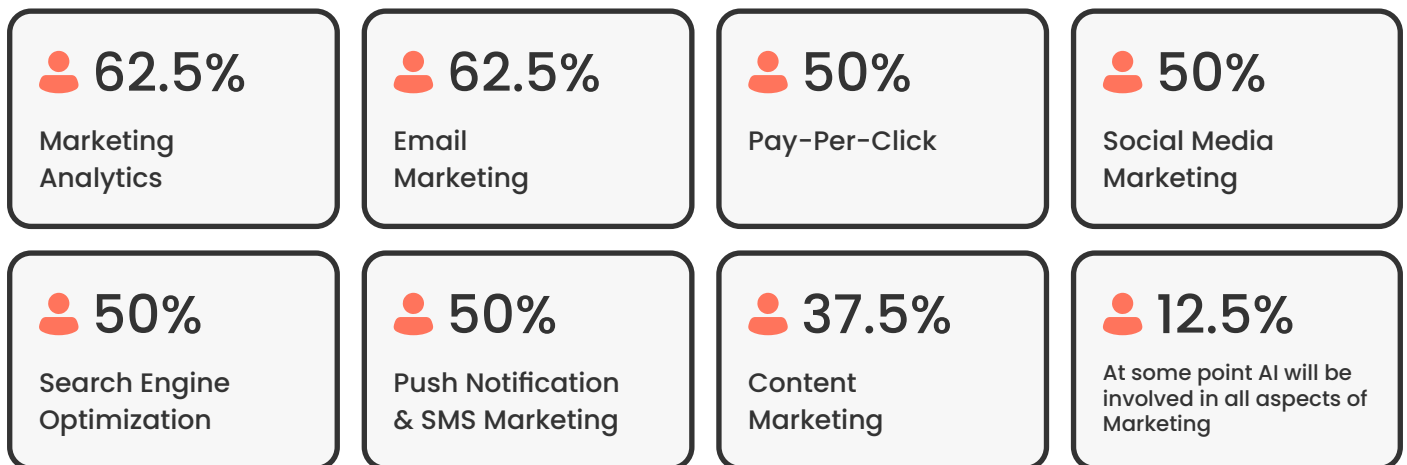 62.5%
Marketing
Analytics
62.5%
Email
Marketing
50%
Pay-Per-Click
50%
Social Media
Marketing
50%
Search Engine
Optimization
50%
Push Notification
& SMS Marketing
37.5%
Content
Marketing
12.5%
At some point AI will be
involved in all aspects of
Marketing